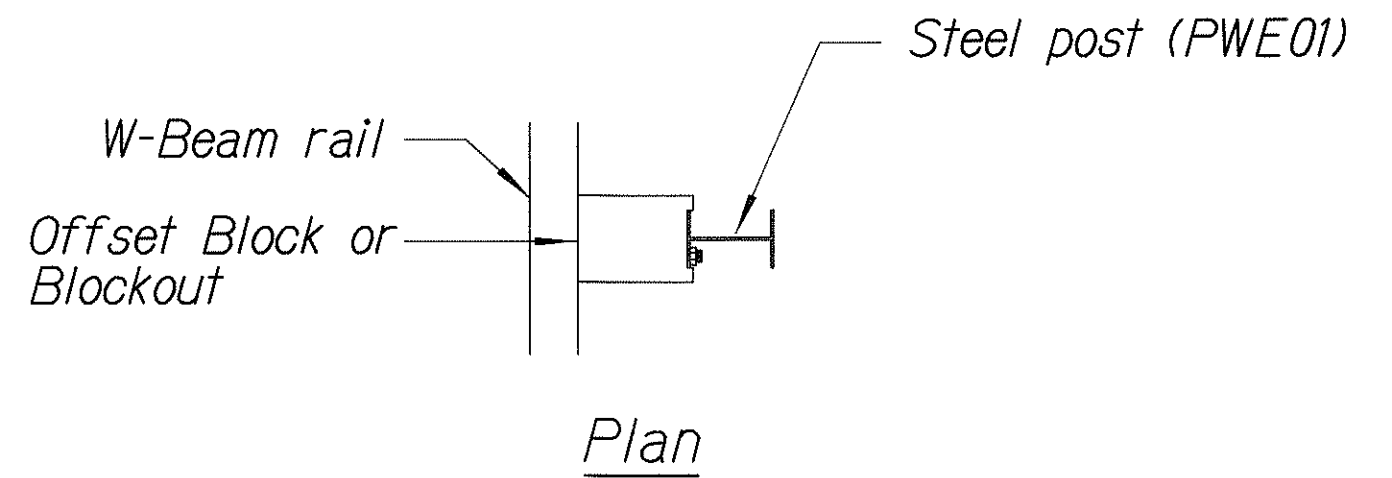 Steel post (PWE01)
W-Beam rail
Offset Block or
Blockout
Plan